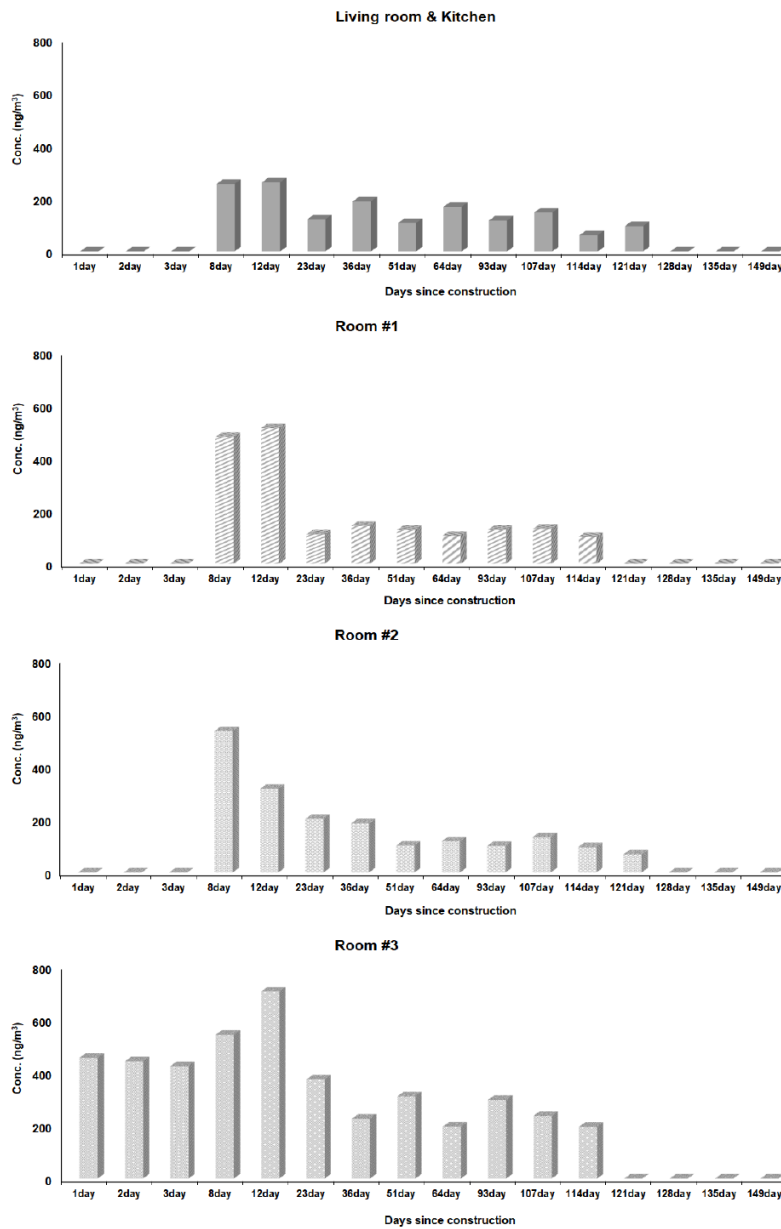 Living room & Kitchen
800
600
400
200
0
Conc. (ng/m³)
1day 2day 3day 8day 12day 23day 36day 51day 64day 93day 107day 114day 121day 128day 135day 149day
Days since construction
Room #1
800
600
400
200
0
Conc. (ng/m³)
1day 2day 3day 8day 12day 23day 36day 51day 64day 93day 107day 114day 121day 128day 135day 149day
Days since construction
Room #2
800
600
400
200
0
Conc. (ng/m³)
1day 2day 3day 8day 12day 23day 36day 51day 64day 93day 107day 114day 121day 128day 135day 149day
Days since construction
Room #3
800
600
400
200
0
Conc. (ng/m³)
1day 2day 3day 8day 12day 23day 36day 51day 64day 93day 107day 114day 121day 128day 135day 149day
Days since construction